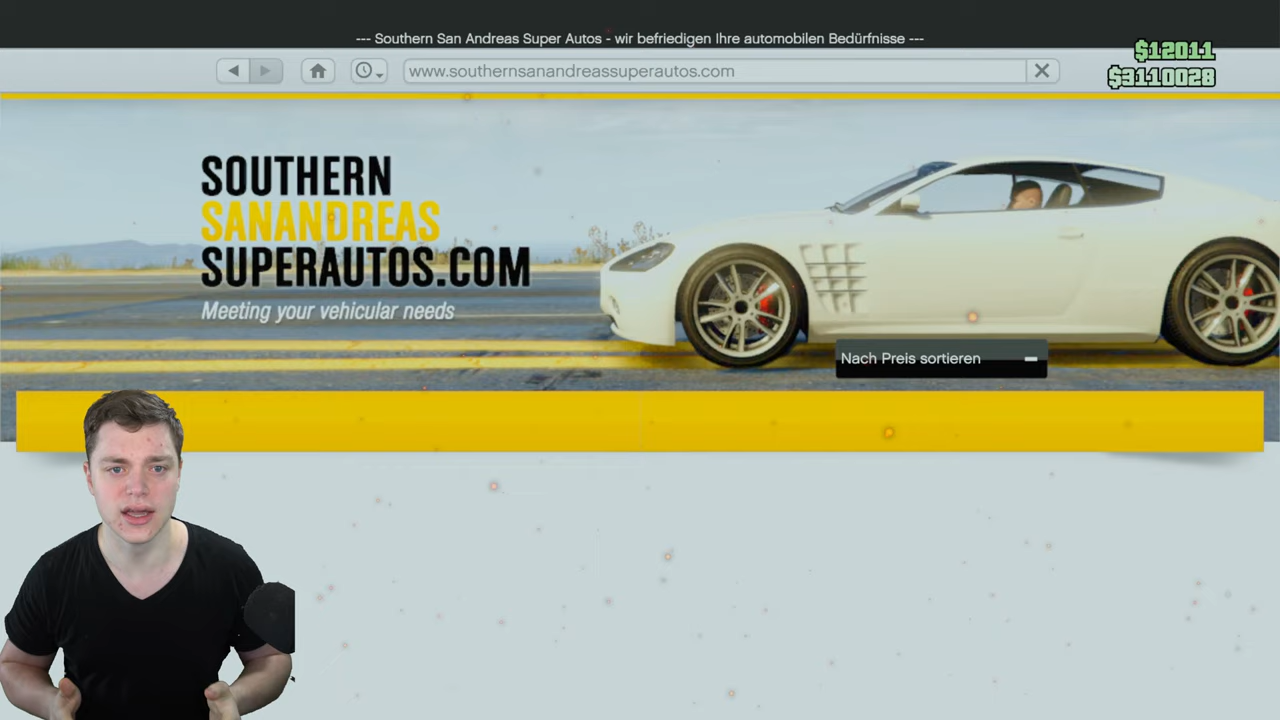 --- Southern San Andreas Super Autos - wir befriedigen Ihre automobilen Bedürfnisse ---
$12011
www.southernsanandreassuperautos.com
$3110028
SOUTHERN
SANANDREAS
SUPERAUTOS.COM
Meeting your vehicular needs
Nach Preis sortieren